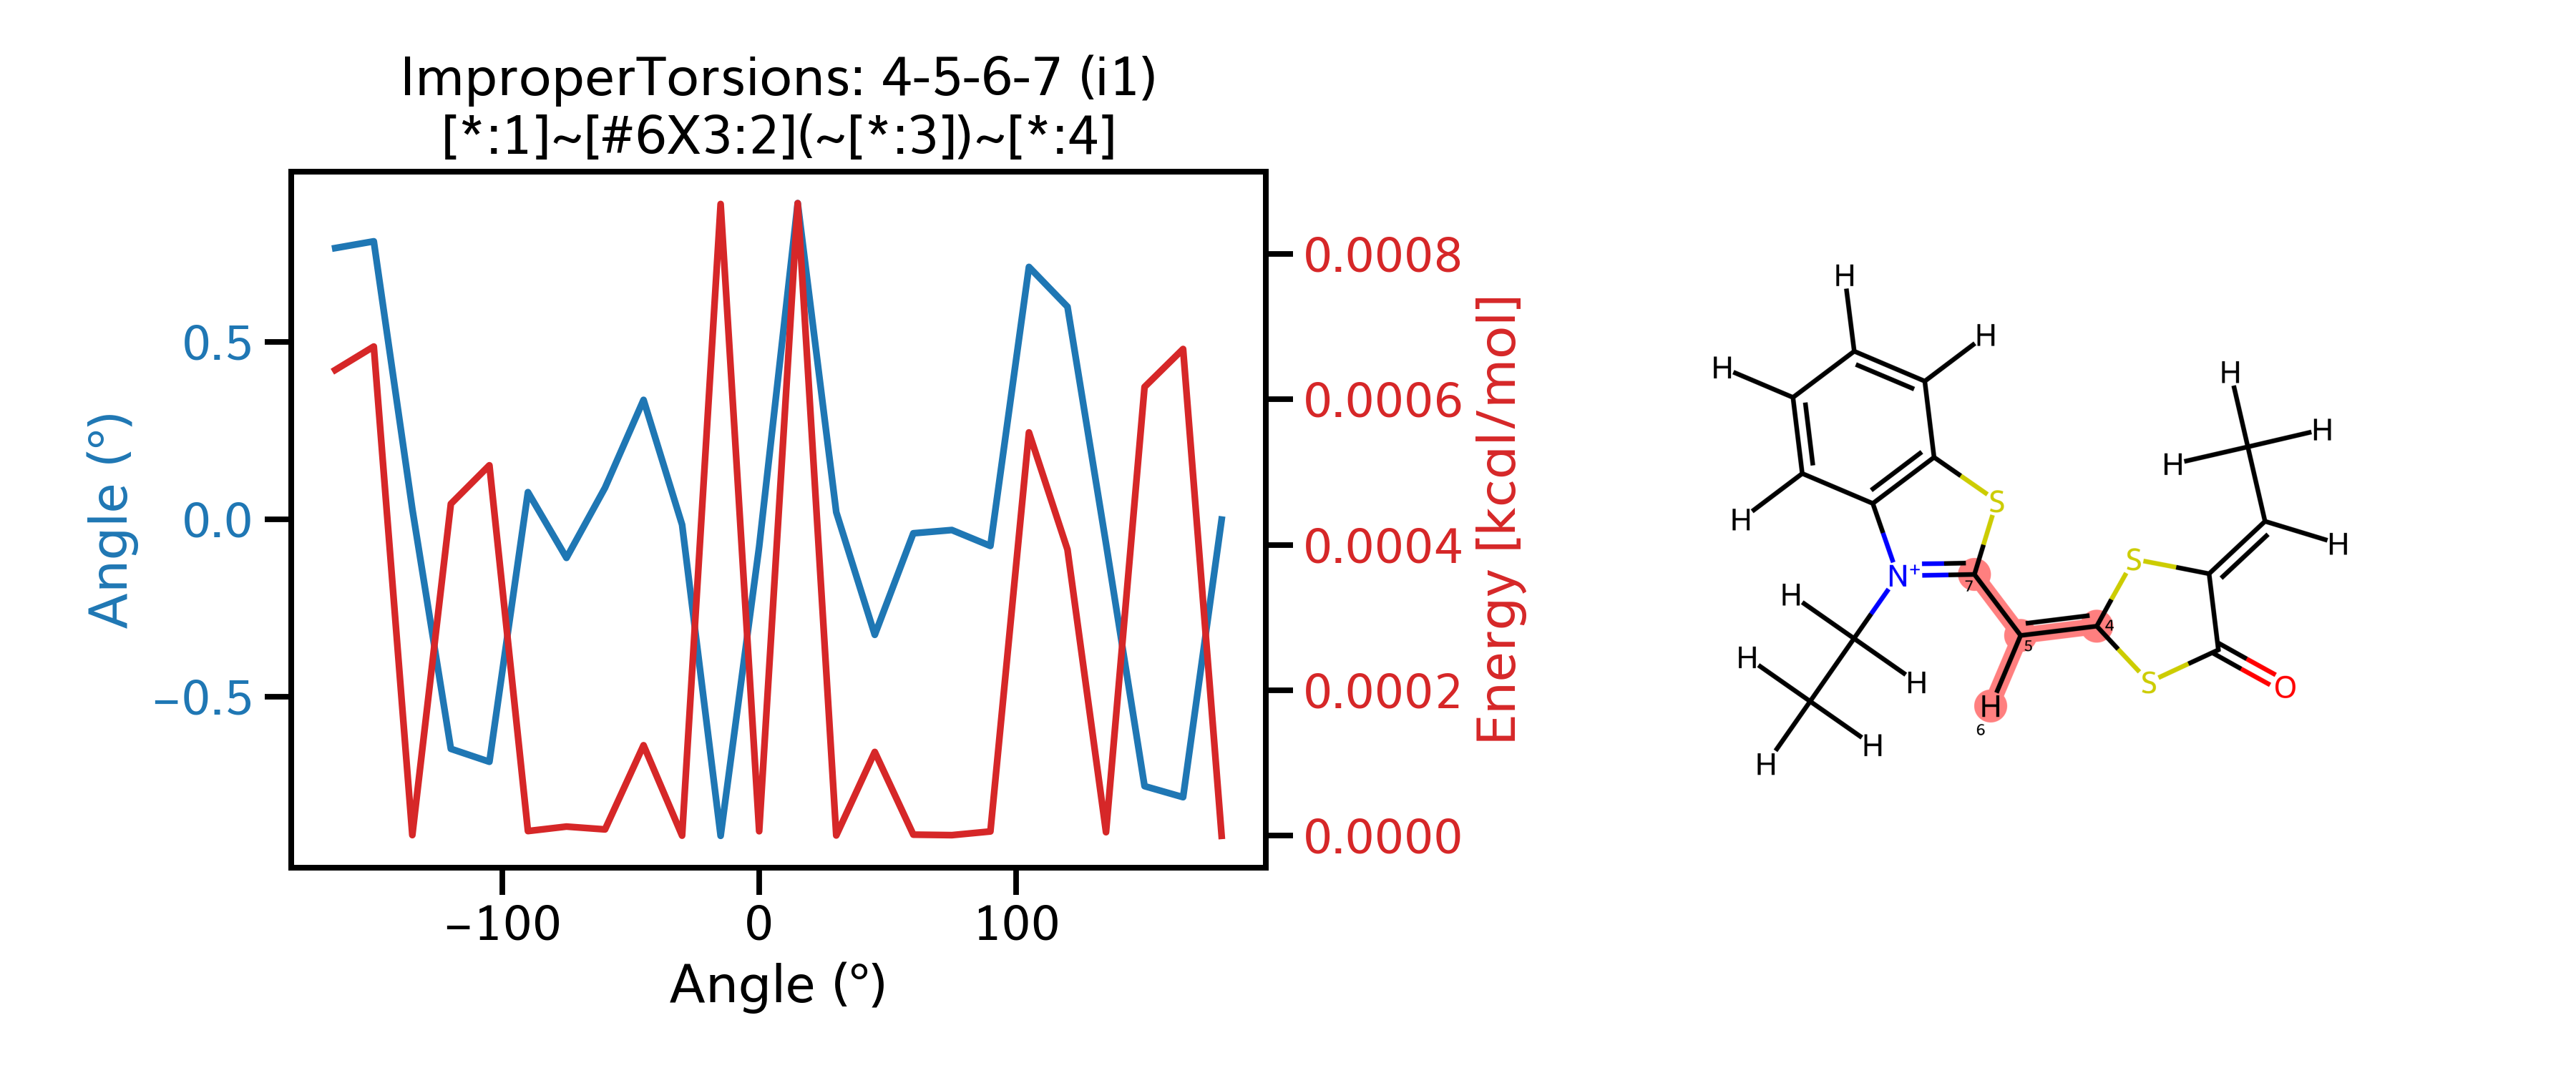 ImproperTorsions: 4-5-6-7 (i1)
[*:1]~[#6X3:2](~[*:3])~[*:4]
Angle (°)
0.5
0.0
−0.5
0.0008
0.0006
0.0004
0.0002
0.0000
Energy [kcal/mol]
−100
0
100
Angle (°)
H
H
H
H
H
H
H
S
H
S
H
N+
7
H
4
5
H
H
S
O
H
6
H
H